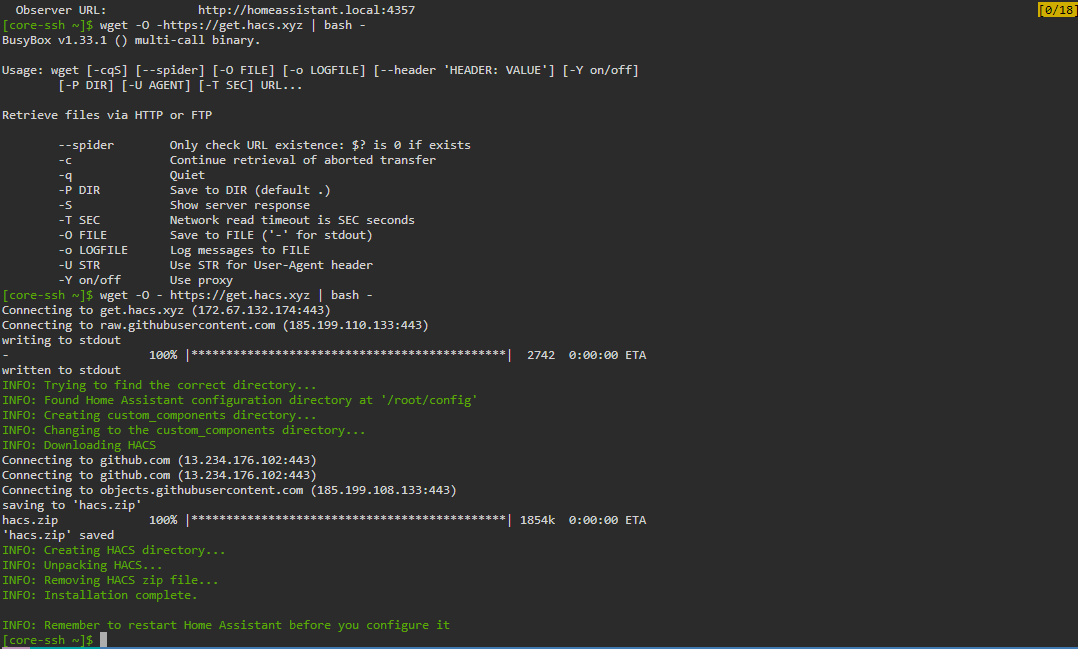 Observer URL: http://homeassistant.local:4357
[0/18]
[core-ssh ~]$ wget -O -https://get.hacs.xyz | bash -
BusyBox v1.33.1 () multi-call binary.
Usage: wget [-cqS] [--spider] [-O FILE] [-o LOGFILE] [--header 'HEADER: VALUE'] [-Y on/off]
[-P DIR] [-U AGENT] [-T SEC] URL...
Retrieve files via HTTP or FTP
--spider Only check URL existence: $? is 0 if exists
-c Continue retrieval of aborted transfer
-q Quiet
-P DIR Save to DIR (default .)
-S Show server response
-T SEC Network read timeout is SEC seconds
-O FILE Save to FILE ('-' for stdout)
-o LOGFILE Log messages to FILE
-U STR Use STR for User-Agent header
-Y on/off Use proxy
[core-ssh ~]$ wget -O - https://get.hacs.xyz | bash -
Connecting to get.hacs.xyz (172.67.132.174:443)
Connecting to raw.githubusercontent.com (185.199.110.133:443)
writing to stdout
- 100% |*********************************************| 2742 0:00:00 ETA
written to stdout
INFO: Trying to find the correct directory...
INFO: Found Home Assistant configuration directory at '/root/config'
INFO: Creating custom_components directory...
INFO: Changing to the custom_components directory...
INFO: Downloading HACS
Connecting to github.com (13.234.176.102:443)
Connecting to github.com (13.234.176.102:443)
Connecting to objects.githubusercontent.com (185.199.108.133:443)
saving to 'hacs.zip'
hacs.zip 100% |*********************************************| 1854k 0:00:00 ETA
'hacs.zip' saved
INFO: Creating HACS directory...
INFO: Unpacking HACS...
INFO: Removing HACS zip file...
INFO: Installation complete.
INFO: Remember to restart Home Assistant before you configure it
[core-ssh ~]$